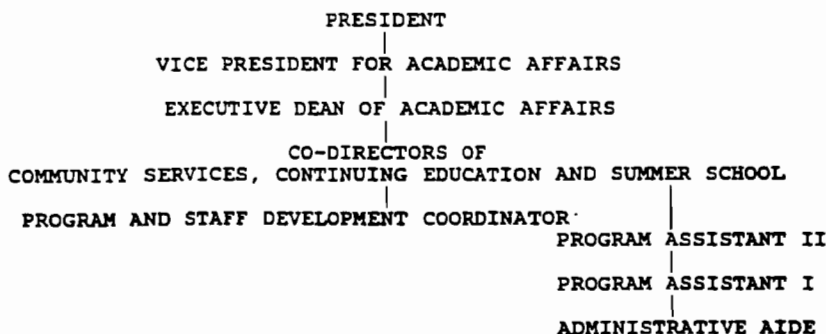 PRESIDENT
VICE PRESIDENT FOR ACADEMIC AFFAIRS
EXECUTIVE DEAN OF ACADEMIC AFFAIRS
CO-DIRECTORS OF
COMMUNITY SERVICES, CONTINUING EDUCATION AND SUMMER SCHOOL
PROGRAM AND STAFF DEVELOPMENT COORDINATOR
PROGRAM ASSISTANT II
PROGRAM ASSISTANT I
ADMINISTRATIVE AIDE